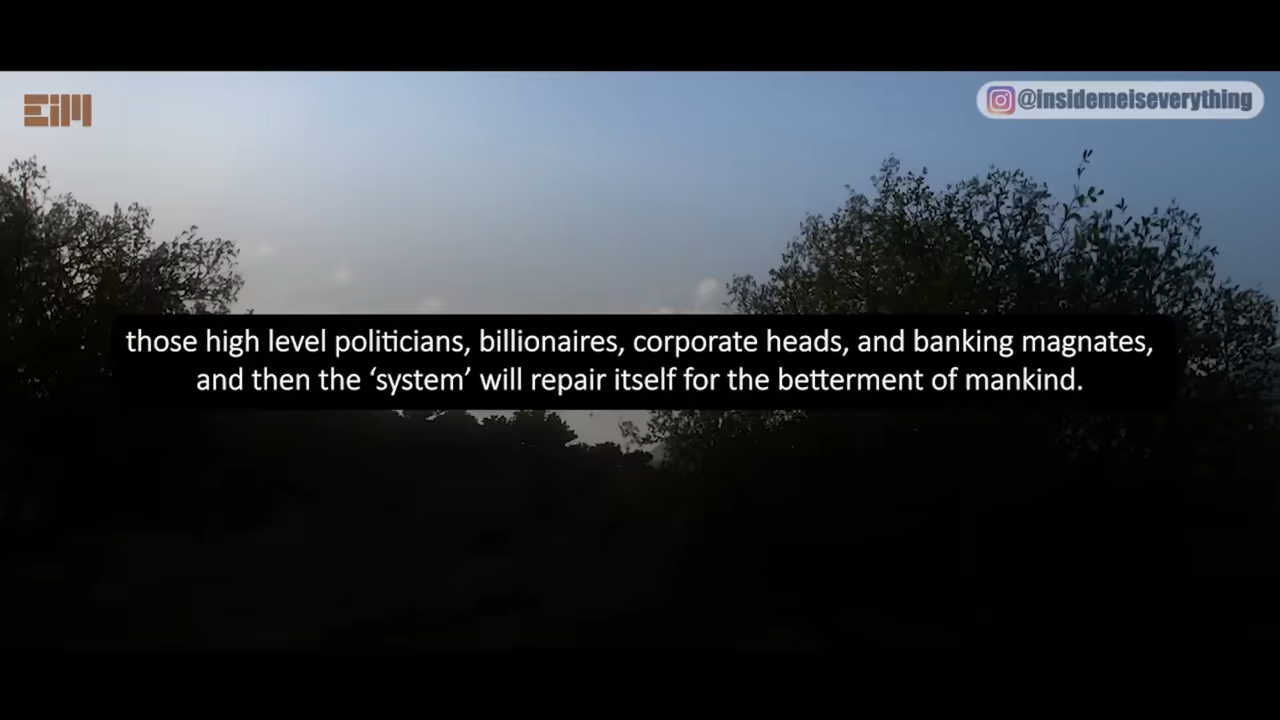 EiM
@insidemeiseverything
those high level politicians, billionaires, corporate heads, and banking magnates,
and then the ‘system’ will repair itself for the betterment of mankind.